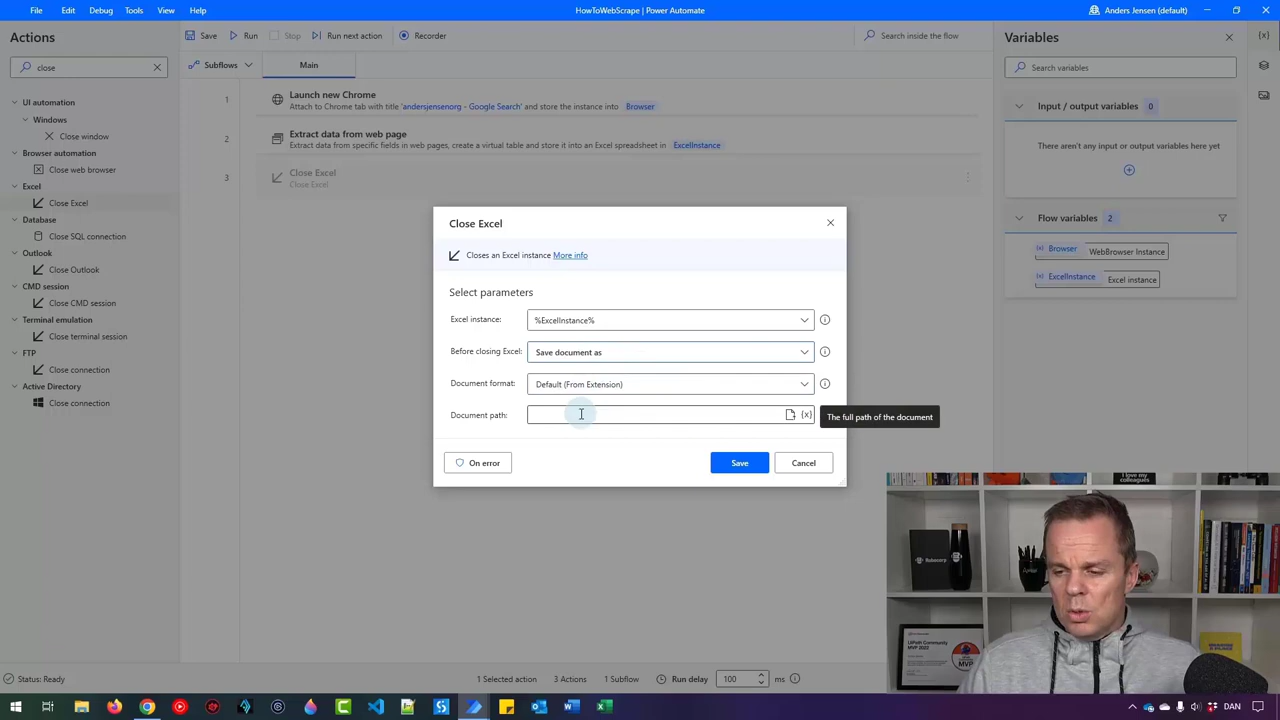 File Edit Debug Tools View Help
HowToWebScrape | Power Automate
Anders Jensen (default)
Actions
close
UI automation
Windows
Close window
Browser automation
Close web browser
Excel
Close Excel
Database
Close SQL connection
Outlook
Close Outlook
CMD session
Close CMD session
Terminal emulation
Close terminal session
FTP
Close connection
Active Directory
Close connection
Save Run Stop Run next action Recorder
Search inside the flow
Subflows Main
1 Launch new Chrome
Attach to Chrome tab with title 'andersjensenorg - Google Search' and store the instance into Browser
2 Extract data from web page
Extract data from specific fields in web pages, create a virtual table and store it into an Excel spreadsheet in ExcelInstance
3 Close Excel
Close Excel
Close Excel
Closes an Excel instance More info
Select parameters
Excel instance: %ExcelInstance%
Before closing Excel: Save document as
Document format: Default (From Extension)
Document path: {x}
The full path of the document
On error Save Cancel
Variables
{x}
Search variables
Input / output variables 0
There aren't any input or output variables here yet
Flow variables 2
Browser WebBrowser Instance
ExcelInstance Excel instance
I love my
colleagues
Robocorp
UiPath Community
MVP 2022
Status: Ready 1 Selected action 3 Actions 1 Subflow Run delay 100 ms
DAN